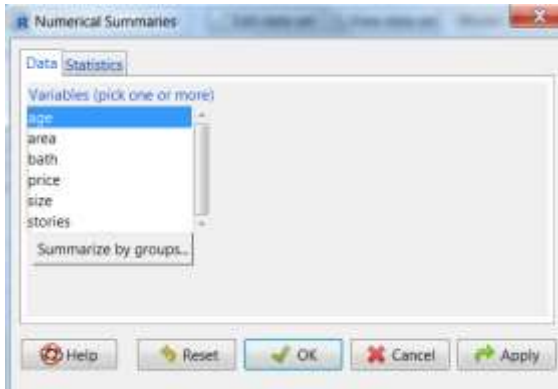 R Numerical Summaries
Data Statistics
Variables (pick one or more)
age
area
bath
price
size
stories
Summarize by groups...
Help Reset OK Cancel Apply